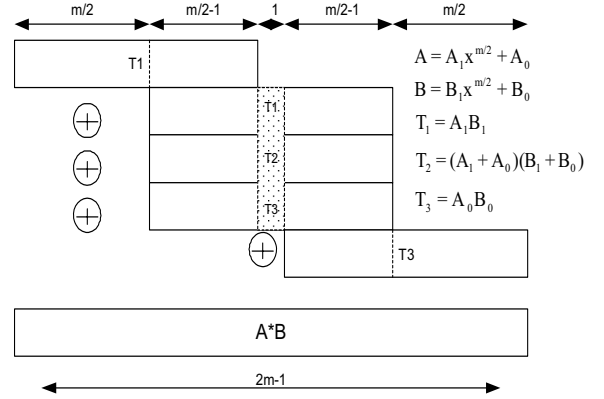 m/2 m/2-1 1 m/2-1 m/2
T1
A = A₁x^{m/2} + A₀
B = B₁x^{m/2} + B₀
T1
T₁ = A₁B₁
T2
T₂ = (A₁ + A₀)(B₁ + B₀)
T3
T₃ = A₀B₀
T3
A*B
2m-1